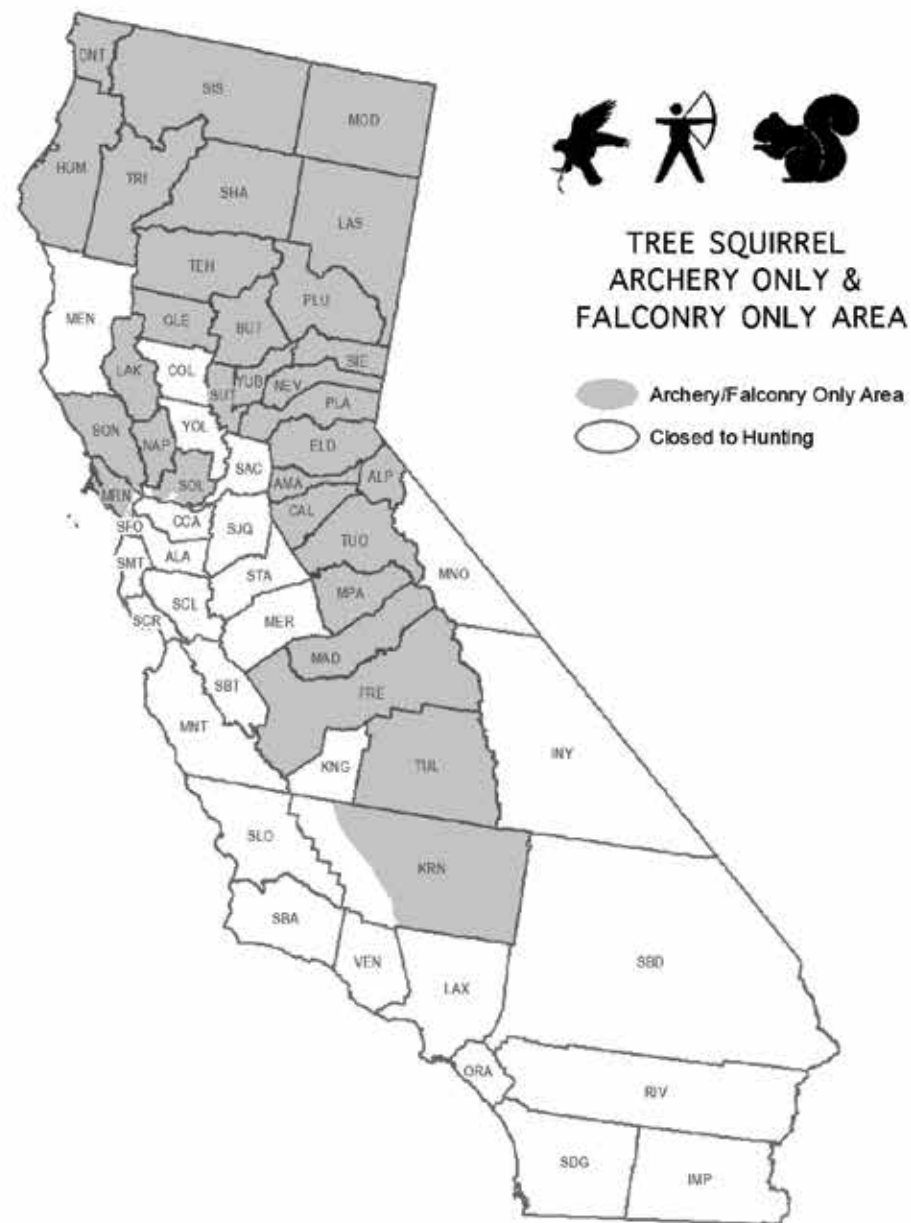 DNT
SIS
MOD
HUM
TRI
SHA
LAS
TREE SQUIRREL
ARCHERY ONLY &
FALCONRY ONLY AREA
TEH
PLU
MEN
GLE
BUT
LAK
COL
SIE
YUB
NEV
SUT
PLA
Archery/Falconry Only Area
SON
NAP
YOL
ELD
Closed to Hunting
SAC
SOL
AMA
ALP
MRN
CAL
SFO
CCA
SJQ
TUO
SMT
ALA
STA
MNO
SCL
MPA
SCR
MER
MAD
SBT
FRE
MNT
KNG
TUL
INY
SLO
KRN
SBA
VEN
LAX
SBD
ORA
RIV
SDG
IMP